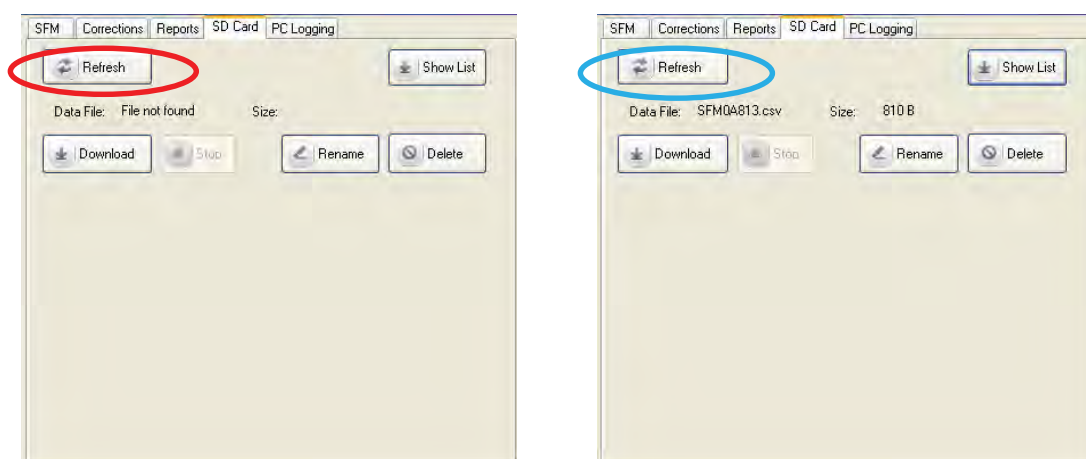 SFM Corrections Reports SD Card PC Logging
Refresh Show List
Data File: File not found Size:
Download Stop Rename Delete
SFM Corrections Reports SD Card PC Logging
Refresh Show List
Data File: SFM0A813.csv Size: 810 B
Download Stop Rename Delete